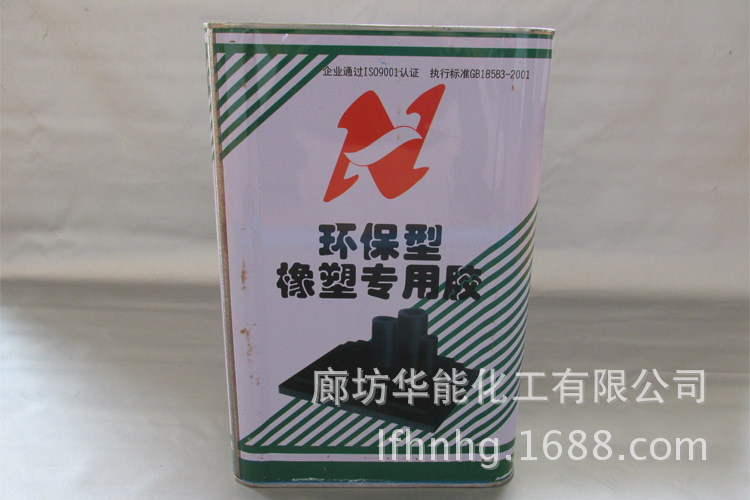 企业通过ISO9001认证 执行标准GB18583-2001
环保型
橡塑专用胶
廊坊华能化工有限公司
lfhnhg.1688.com